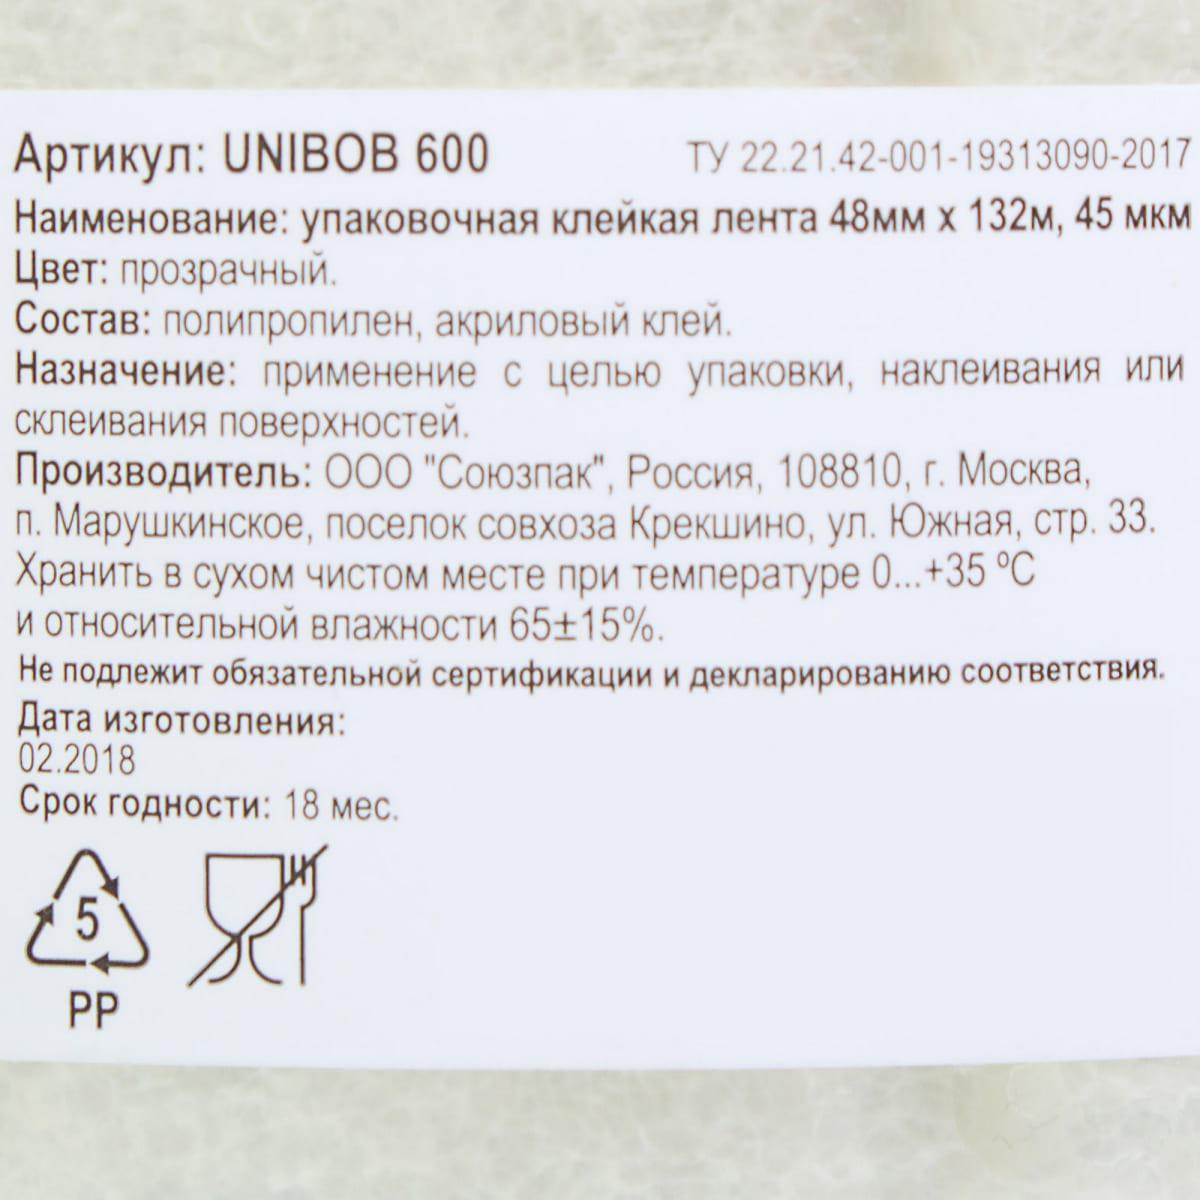 Артикул: UNIBOB 600 ТУ 22.21.42-001-19313090-2017
Наименование: упаковочная клейкая лента 48мм x 132м, 45 мкм
Цвет: прозрачный.
Состав: полипропилен, акриловый клей.
Назначение: применение с целью упаковки, наклеивания или
склеивания поверхностей.
Производитель: ООО "Союзпак", Россия, 108810, г. Москва,
п. Марушкинское, поселок совхоза Крекшино, ул. Южная, стр. 33.
Хранить в сухом чистом месте при температуре 0...+35 ºС
и относительной влажности 65±15%.
Не подлежит обязательной сертификации и декларированию соответствия.
Дата изготовления:
02.2018
Срок годности: 18 мес.
5
PP